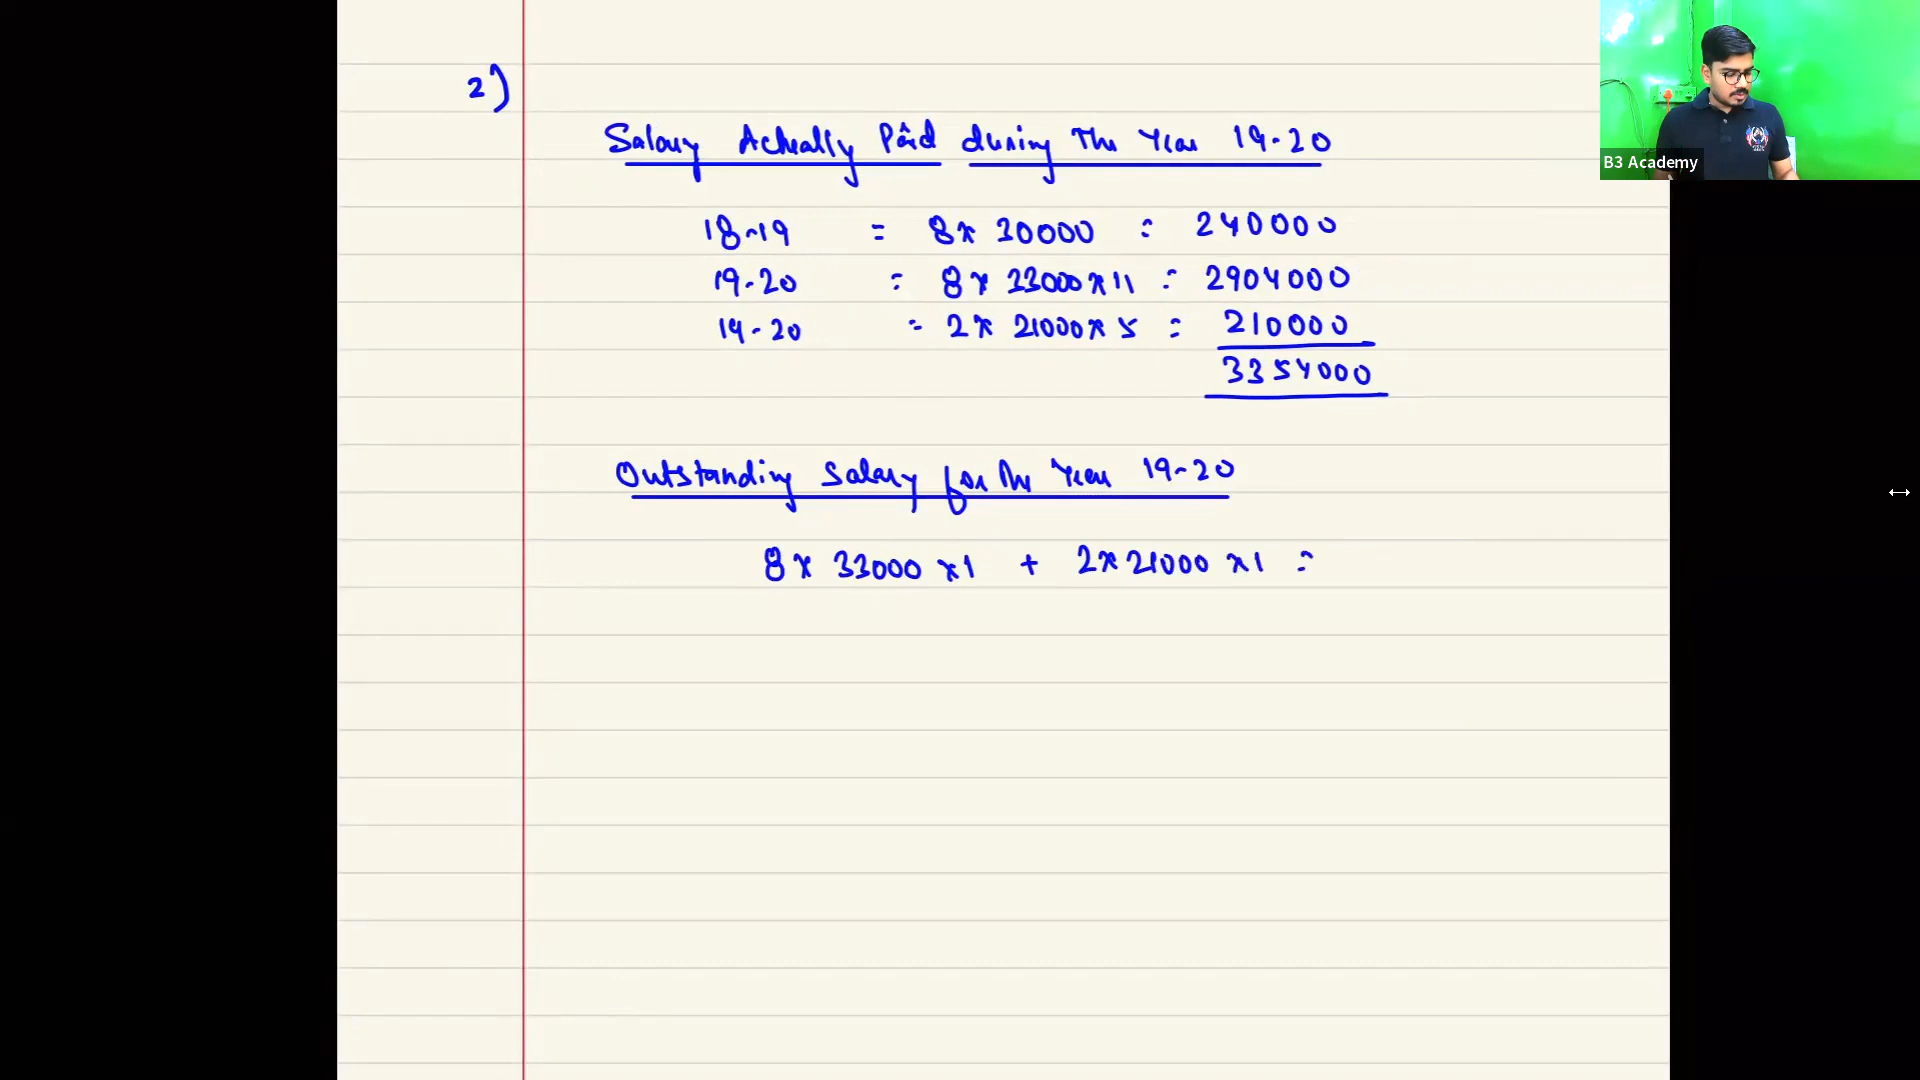 2)
B3 Academy
Salary Actually Paid during The Year 19-20
18-19 = 8x 30000 = 240000
19-20 = 8x 33000x11 = 2904000
19-20 = 2x 21000x5 = 210000
3354000
Outstanding Salary for The Year 19-20
8x 33000 x1 + 2x21000 x1 =